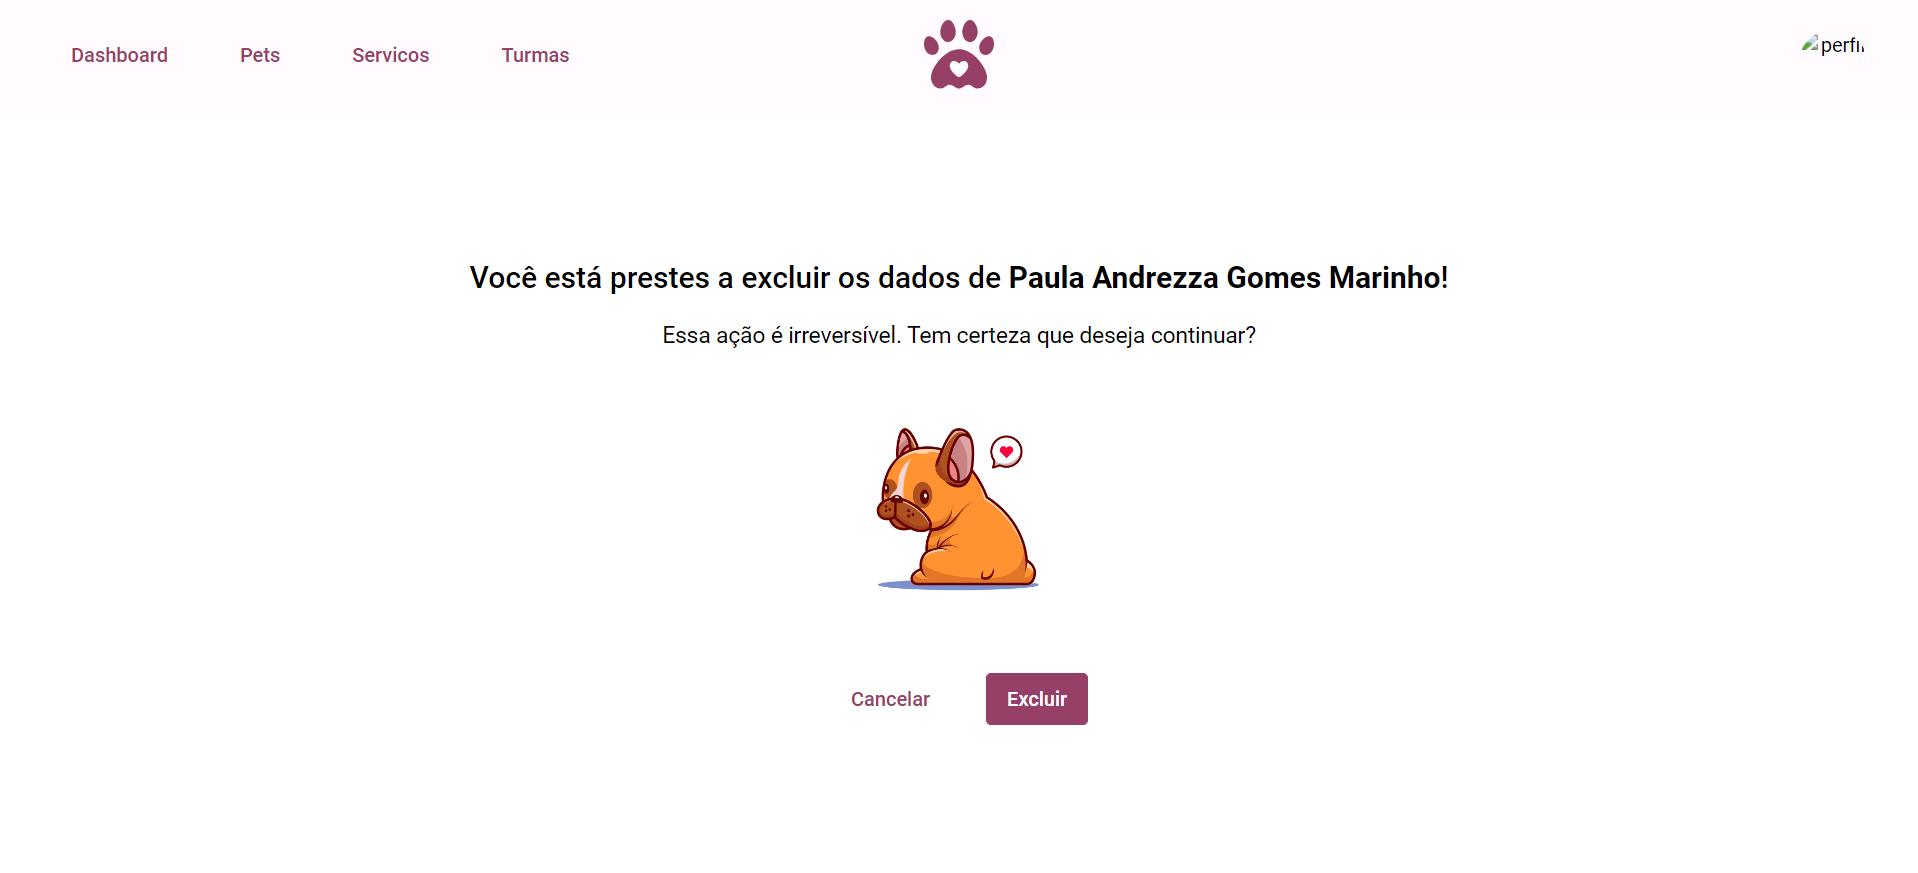 Dashboard Pets Servicos Turmas
Você está prestes a excluir os dados de Paula Andrezza Gomes Marinho!
Essa ação é irreversível. Tem certeza que deseja continuar?
Cancelar Excluir